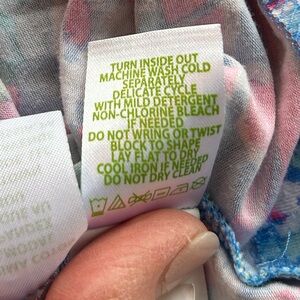 TURN INSIDE OUT
MACHINE WASH COLD
SEPARATELY
DELICATE CYCLE
WITH MILD DETERGENT
NON-CHLORINE BLEACH
IF NEEDED
DO NOT WRING OR TWIST
BLOCK TO SHAPE
LAY FLAT TO DRY
COOL IRON IF NEEDED
DO NOT DRY CLEAN